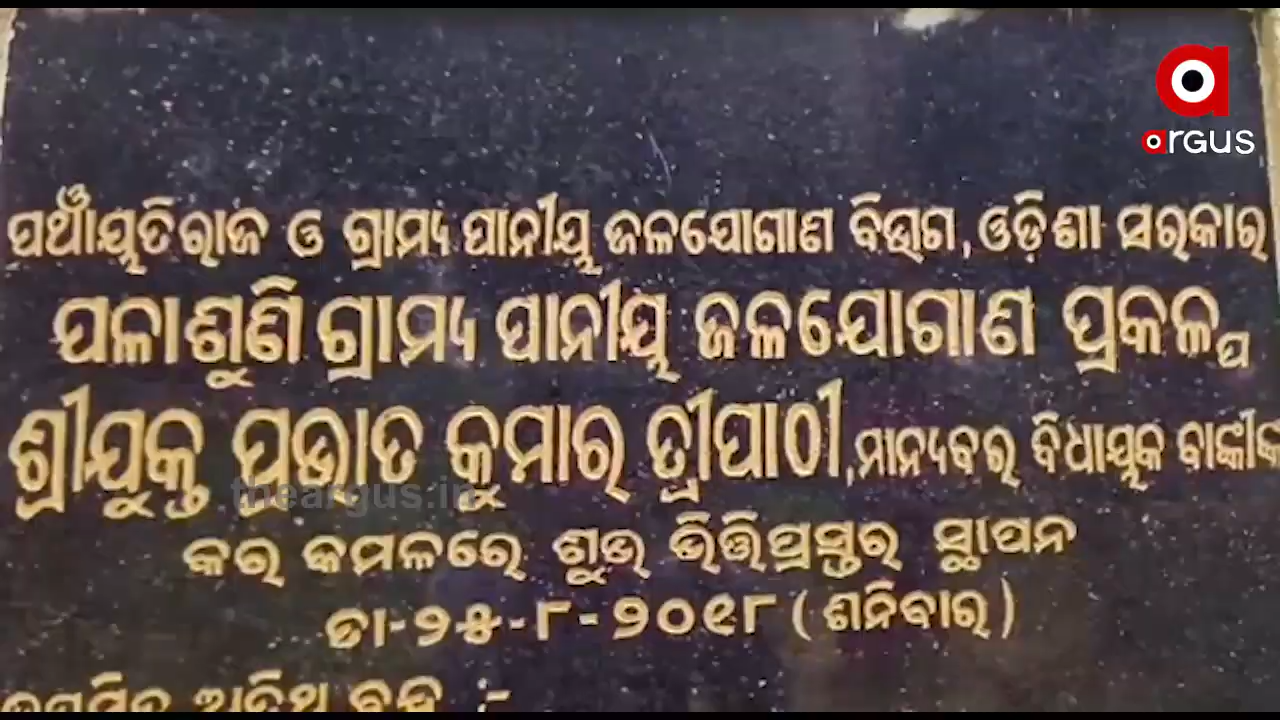 argus
ପଞ୍ଚାୟତିରାଜ ଓ ଗ୍ରାମ୍ୟ ପାନୀୟ ଜଳଯୋଗାଣ ବିଭାଗ, ଓଡ଼ିଶା ସରକାର
ପଳାଶୁଣି ଗ୍ରାମ୍ୟ ପାନୀୟ ଜଳଯୋଗାଣ ପ୍ରକଳ୍ପ
ଶ୍ରୀଯୁକ୍ତ ପ୍ରଭାତ କୁମାର ତ୍ରୀପାଠୀ, ମାନ୍ୟବର ବିଧାୟକ ବାଙ୍କୀଙ୍କ
theargus.in
କର କମଳରେ ଶୁଭ ଭିତ୍ତିପ୍ରସ୍ତର ସ୍ଥାପନ
ତା-୨୫-୮-୨୦୧୮ (ଶନିବାର)